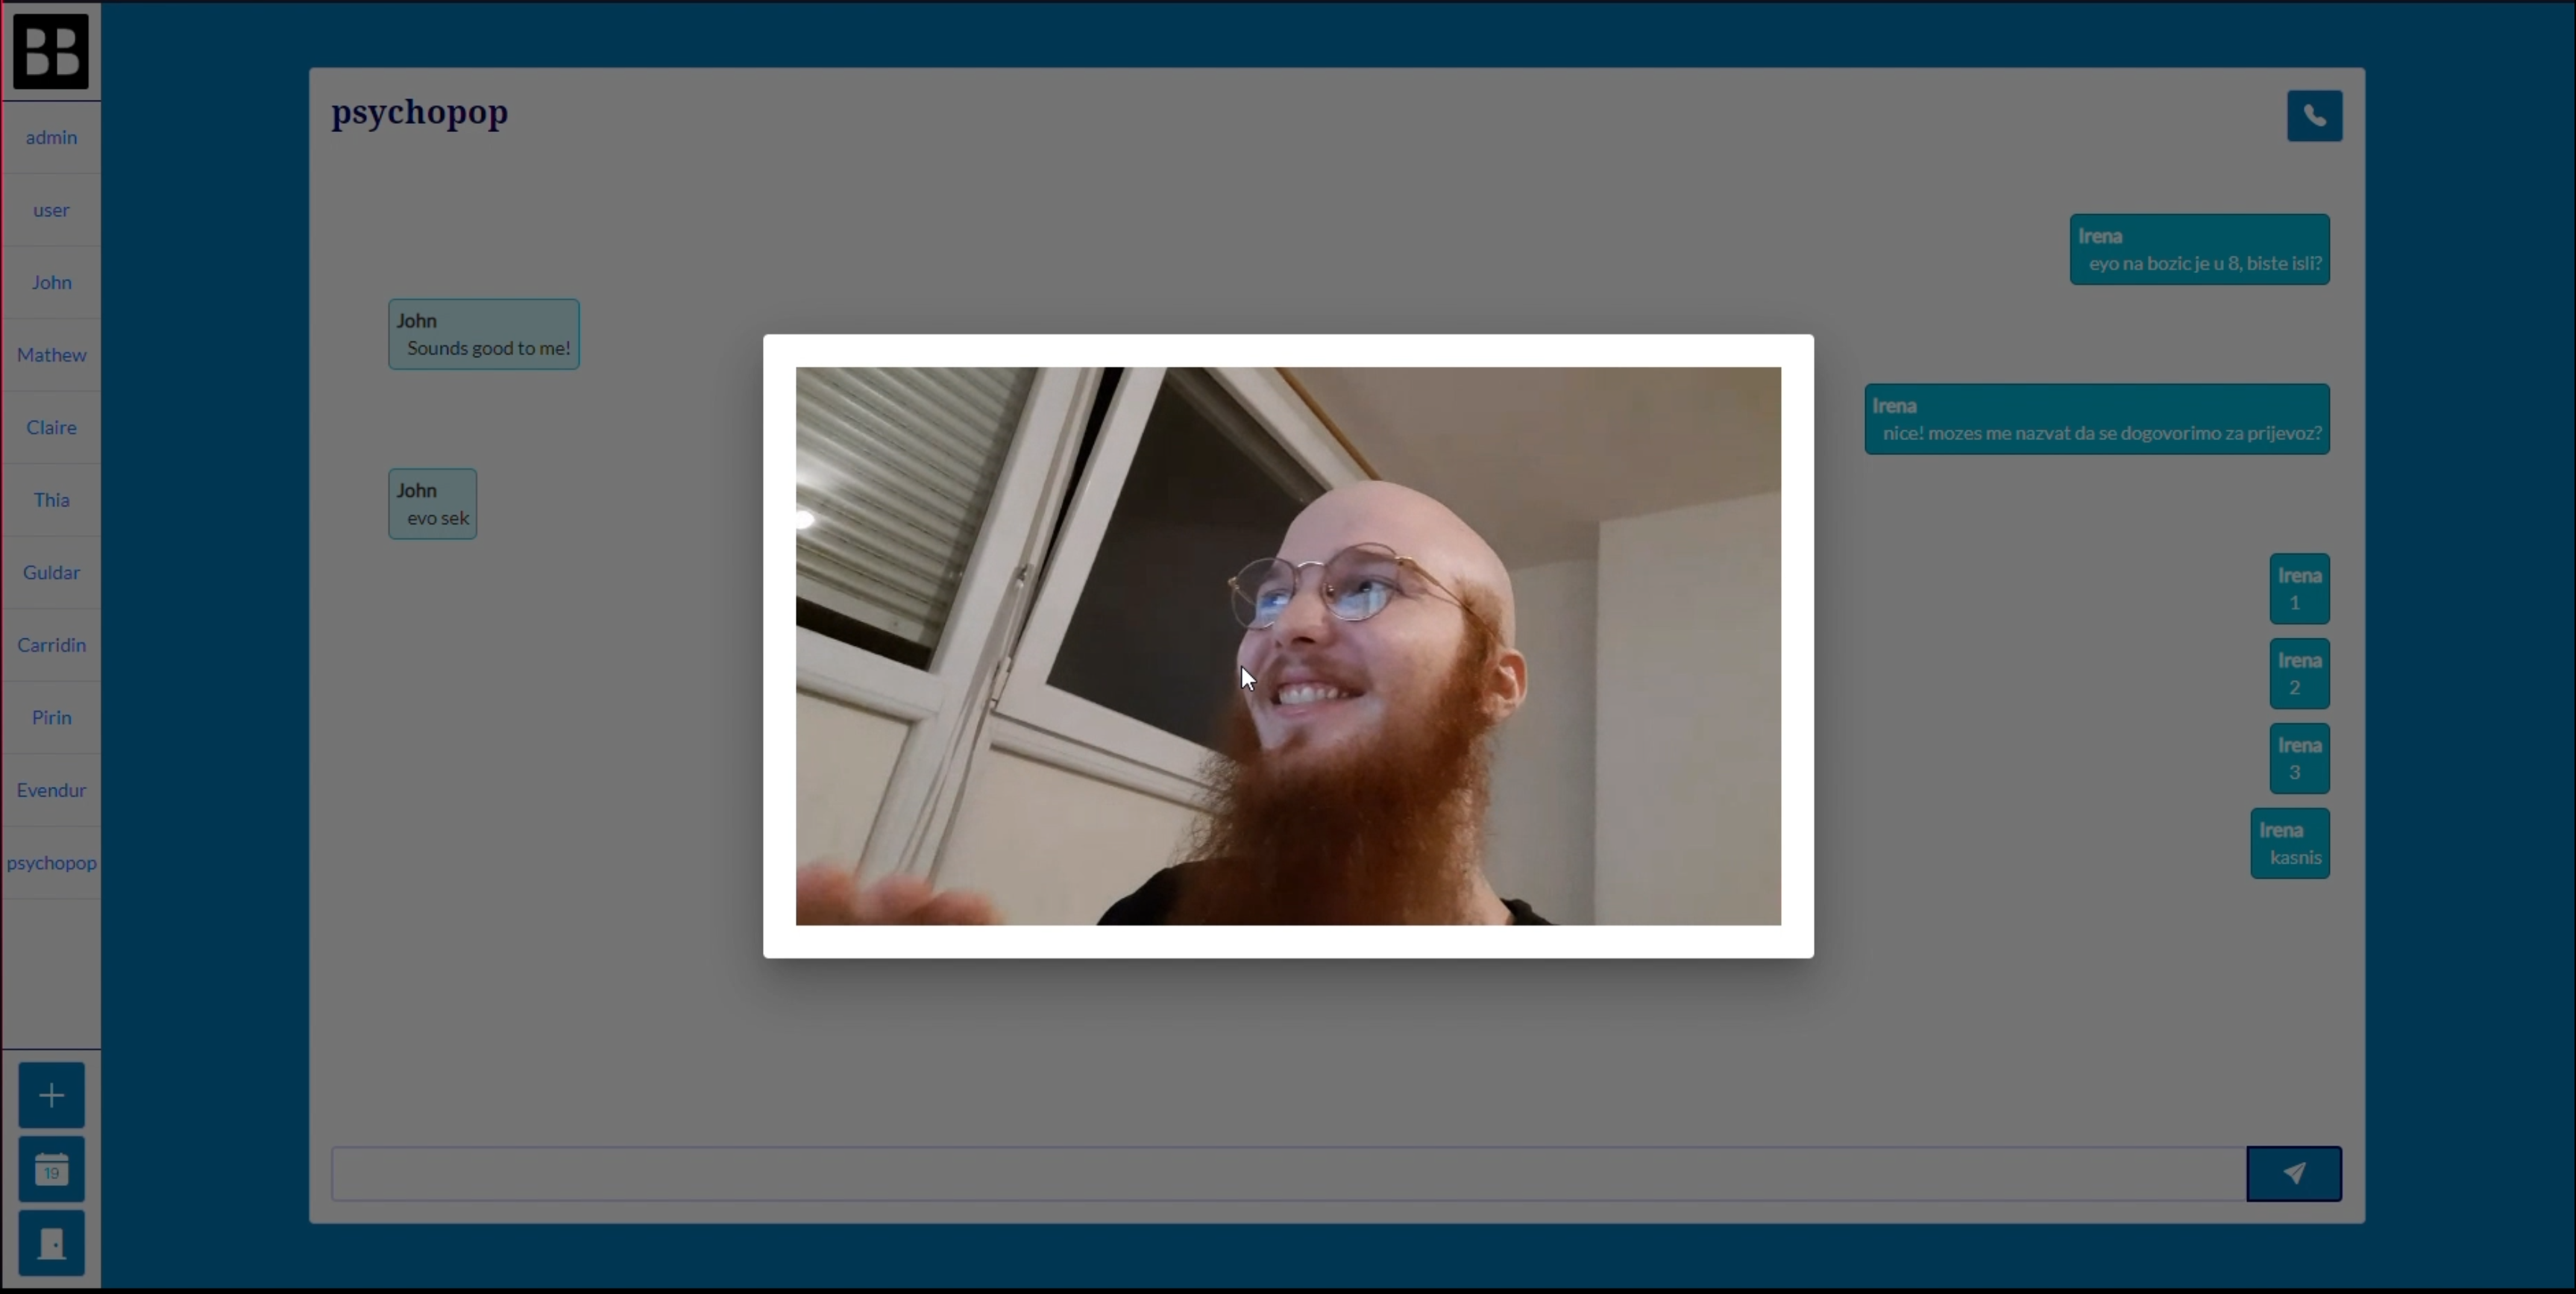 BB
admin
user
John
Mathew
Claire
Thia
Guldar
Carridin
Pirin
Evendur
psychopop
19
psychopop
Irena
eyo na bozic je u 8, biste isli?
John
Sounds good to me!
Irena
nice! mozes me nazvat da se dogovorimo za prijevoz?
John
evo sek
Irena
1
Irena
2
Irena
3
Irena
kasnis